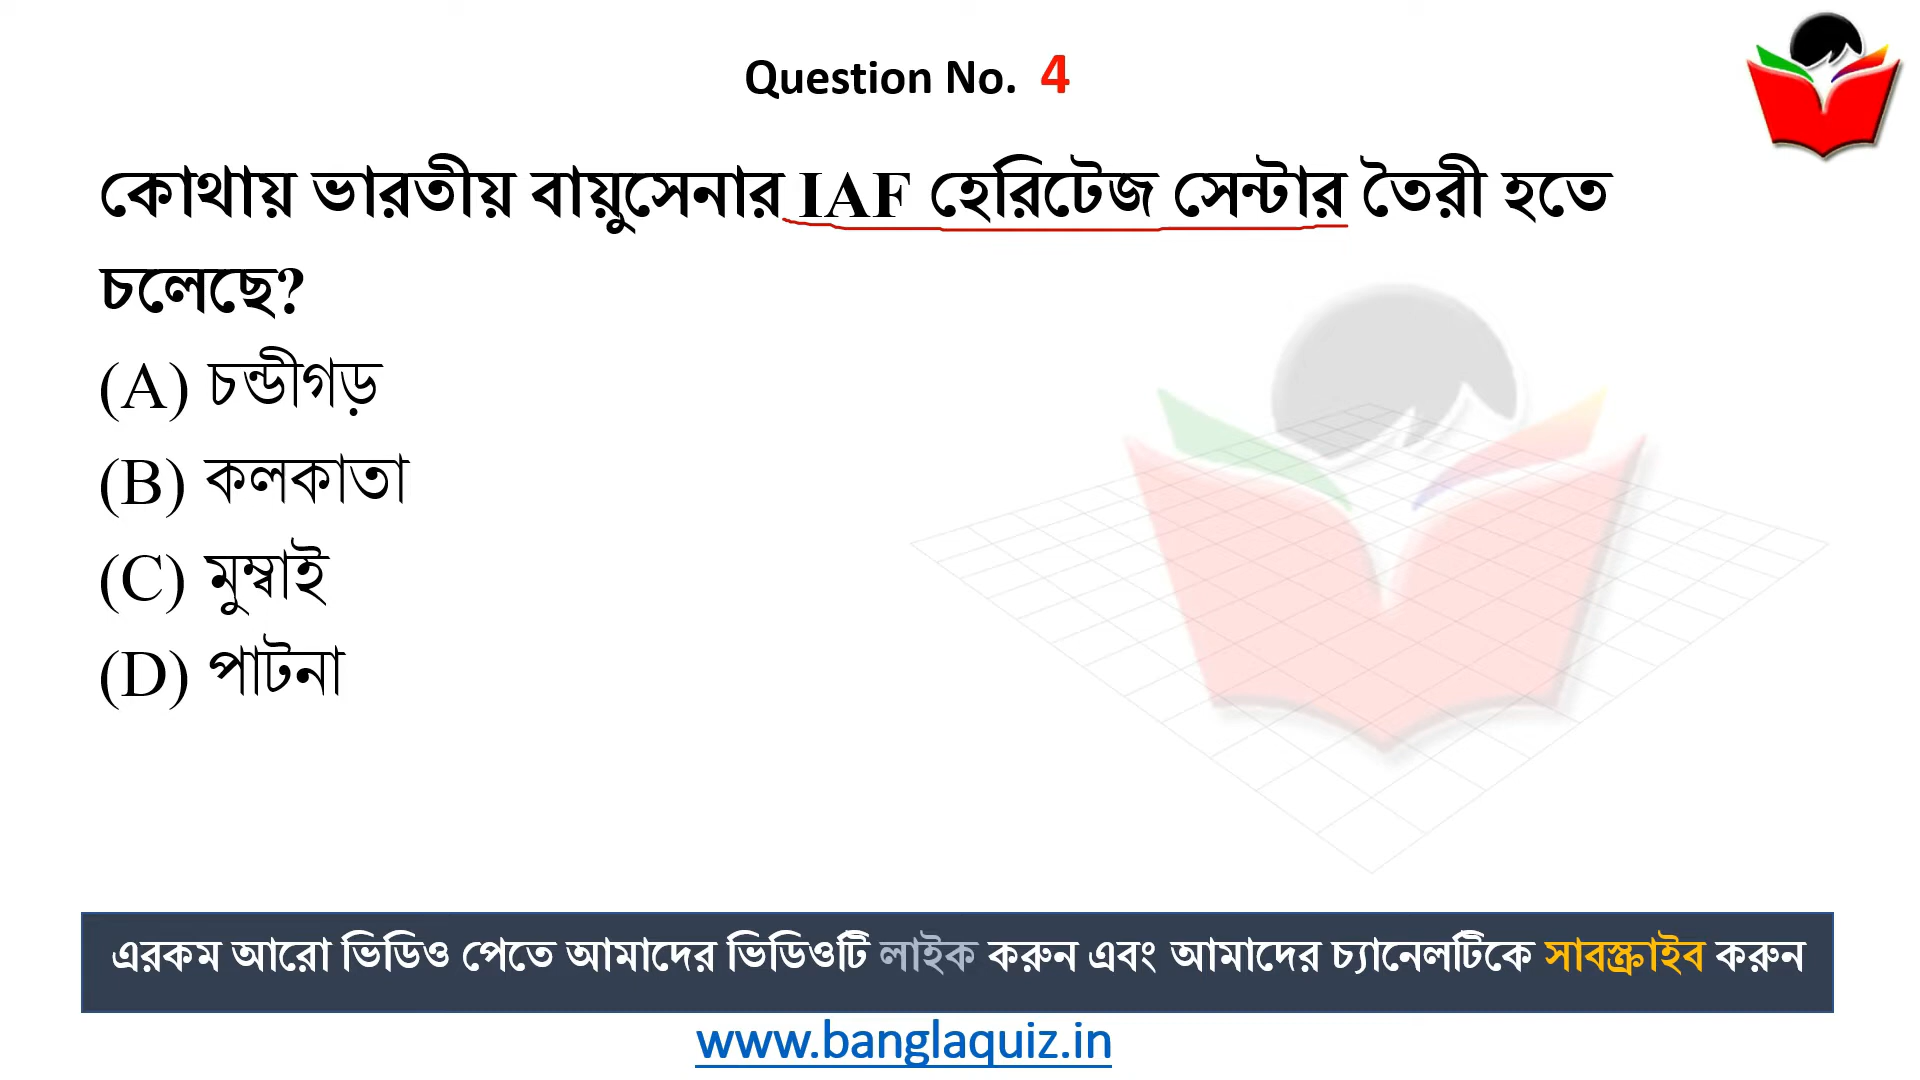 Question No. 4
কোথায় ভারতীয় বায়ুসেনার IAF হেরিটেজ সেন্টার তৈরী হতে
চলেছে?
(A) চন্ডীগড়
(B) কলকাতা
(C) মুম্বাই
(D) পাটনা
এরকম আরো ভিডিও পেতে আমাদের ভিডিওটি লাইক করুন এবং আমাদের চ্যানেলটিকে সাবস্ক্রাইব করুন
www.banglaquiz.in